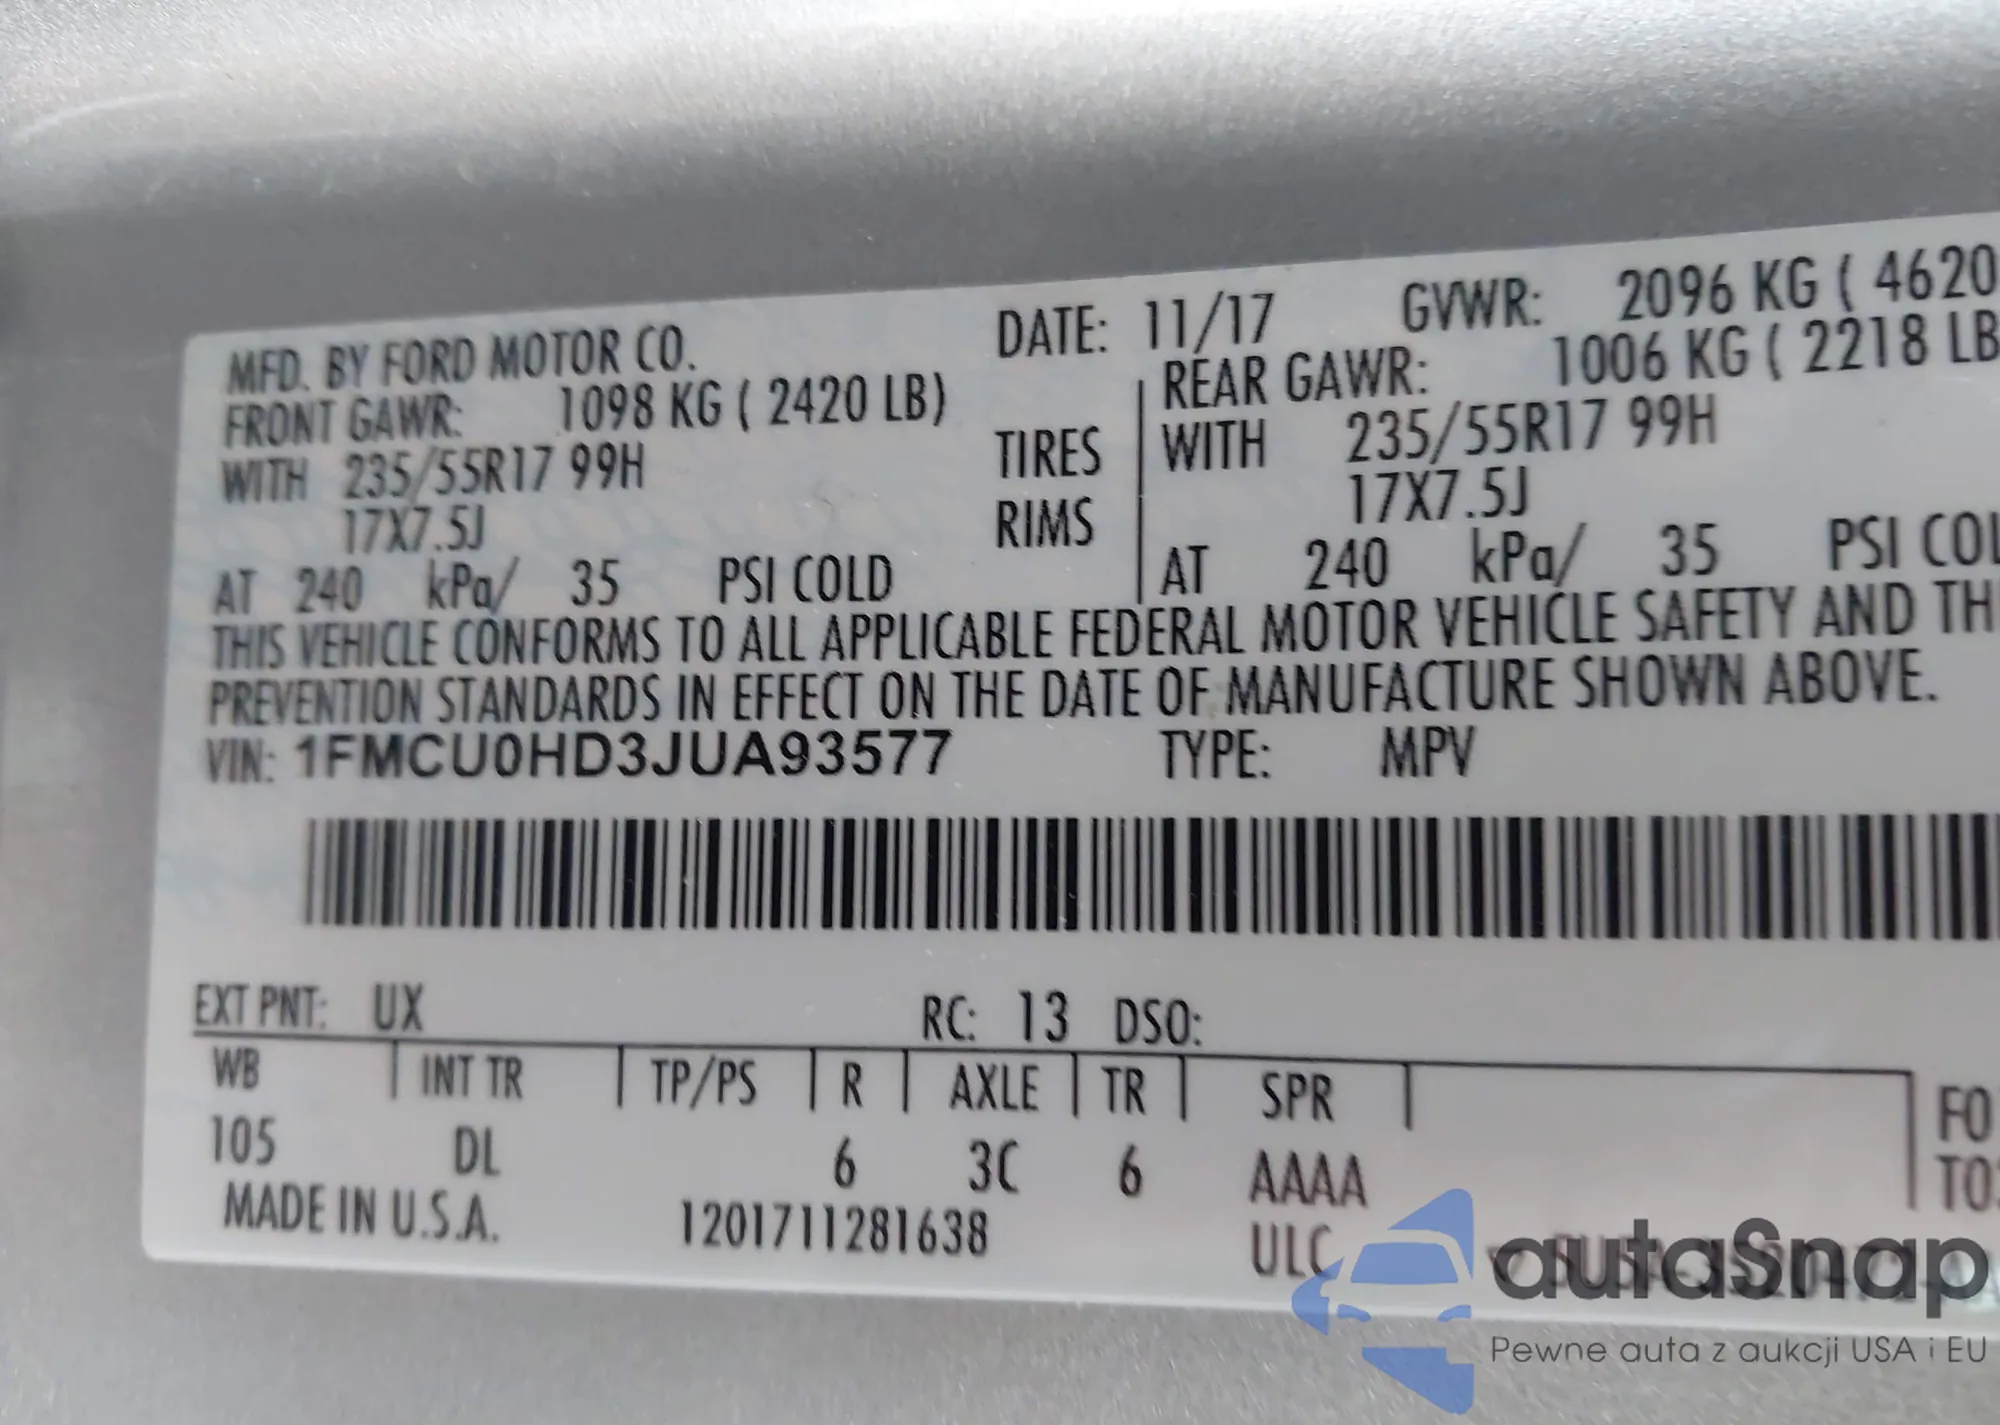 MFD. BY FORD MOTOR CO. DATE: 11/17 GVWR: 2096 KG ( 4620
FRONT GAWR: 1098 KG ( 2420 LB) REAR GAWR: 1006 KG ( 2218 LB
WITH 235/55R17 99H TIRES WITH 235/55R17 99H
17X7.5J RIMS 17X7.5J
AT 240 kPa/ 35 PSI COLD AT 240 kPa/ 35 PSI COL
THIS VEHICLE CONFORMS TO ALL APPLICABLE FEDERAL MOTOR VEHICLE SAFETY AND TH
PREVENTION STANDARDS IN EFFECT ON THE DATE OF MANUFACTURE SHOWN ABOVE.
VIN: 1FMCU0HD3JUA93577 TYPE: MPV
EXT PNT: UX RC: 13 DSO:
WB INT TR TP/PS R AXLE TR SPR
105 DL 6 3C 6 AAAA
FO
TO
MADE IN U.S.A. 1201711281638 ULC
autoSnap
Pewne auta z aukcji USA i EU